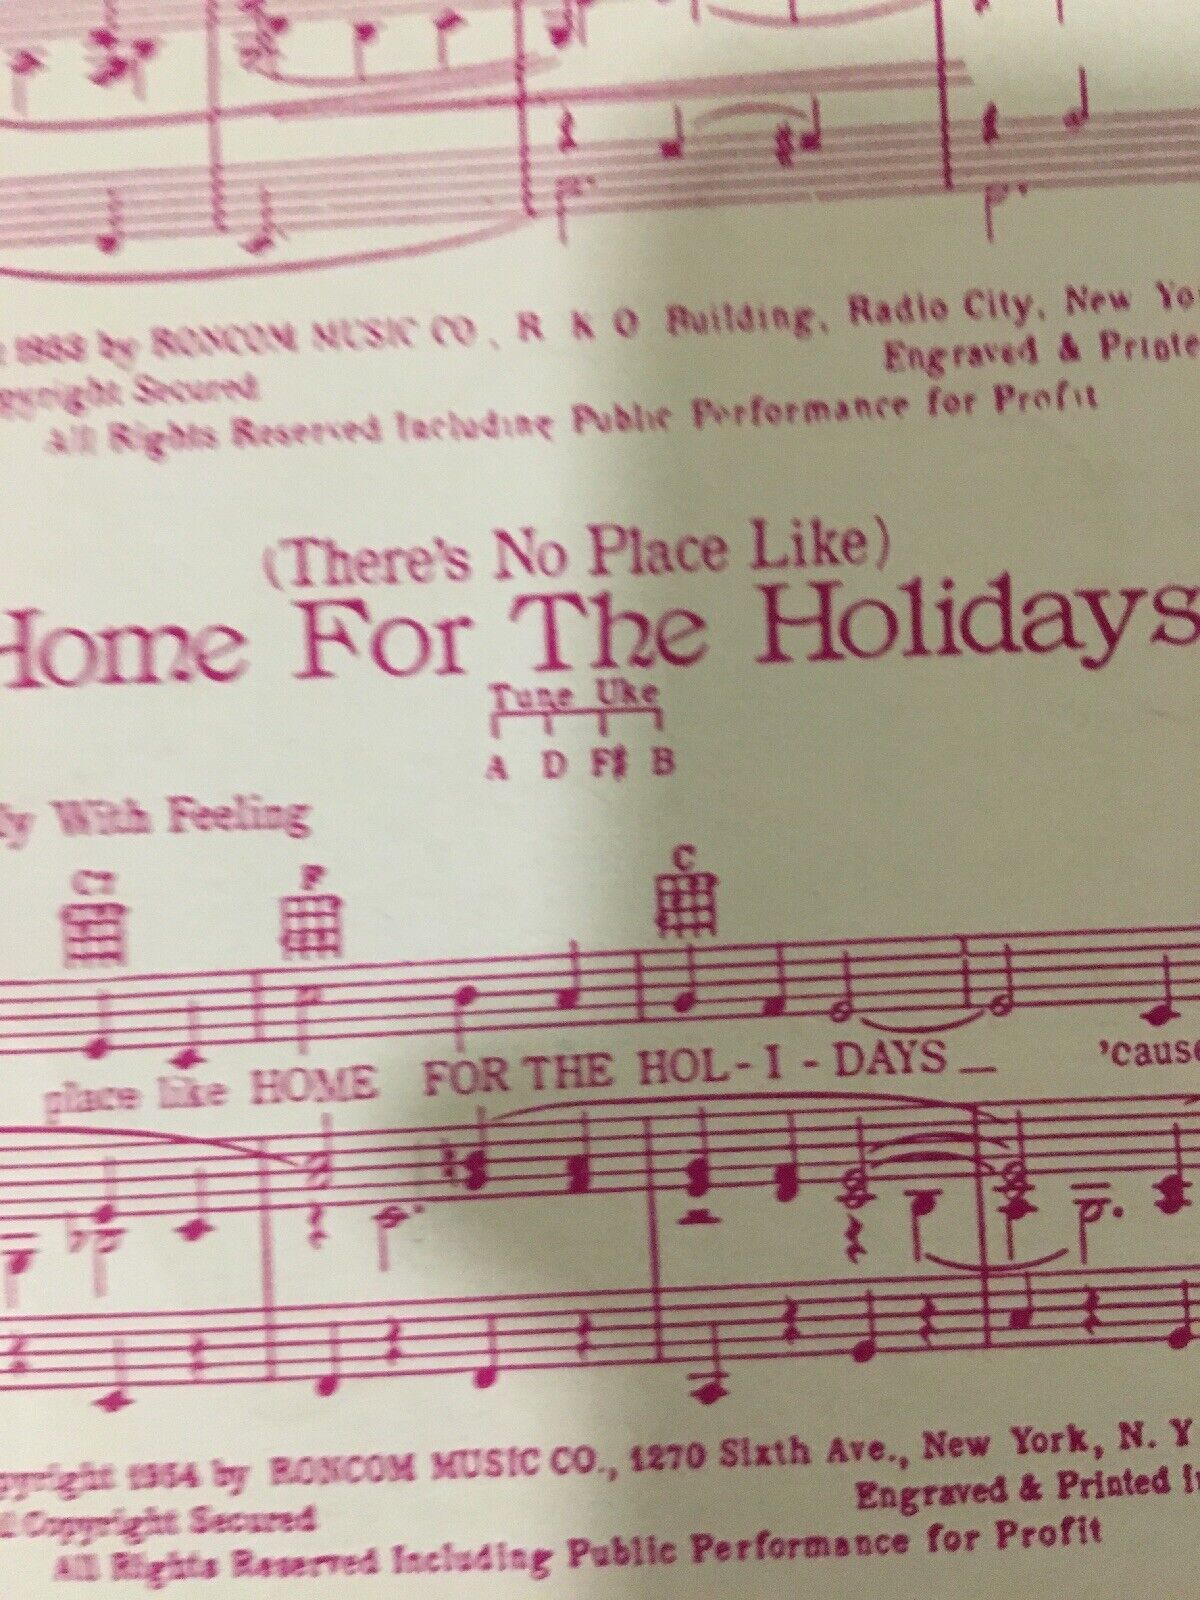 by RONCOM MUSIC CO., R K O Building, Radio City, New
Engraved &
Copyright Secured
All Rights Reserved Including Public Performance for Profit
(There's No Place Like)
Home For The Holidays
Tune Uke
A D F# B
With Feeling
C7 F C
place like HOME FOR THE HOL-I-DAYS_ 'cause
1954 by RONCOM MUSIC CO., 1270 Sixth Ave., New York, N. Y
Engraved & Printed
Copyright Secured
All Rights Reserved Including Public Performance for Profit